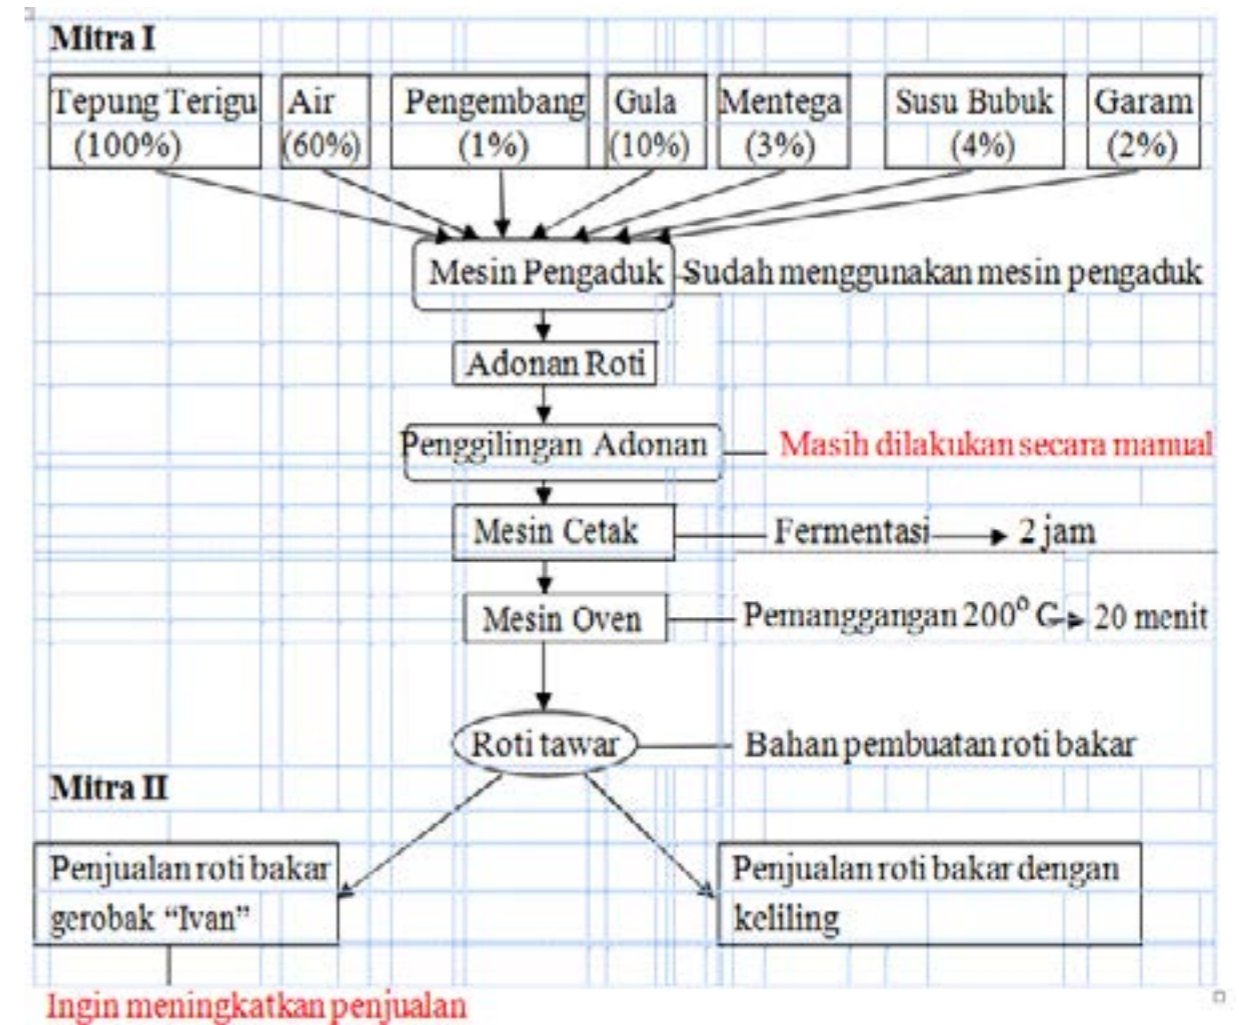 Mitra I
Tepung Terigu
(100%)
Air
(60%)
Pengembang
(1%)
Gula
(10%)
Mentega
(3%)
Susu Bubuk
(4%)
Garam
(2%)
Mesin Pengaduk
Sudah menggunakan mesin pengaduk
Adonan Roti
Penggilingan Adonan
Masih dilakukan secara manual
Mesin Cetak
Fermentasi
2 jam
Mesin Oven
Pemanggangan 200° C
20 menit
Roti tawar
Bahan pembuatan roti bakar
Mitra II
Penjualan roti bakar
gerobak “Ivan”
Penjualan roti bakar dengan
keliling
Ingin meningkatkan penjualan